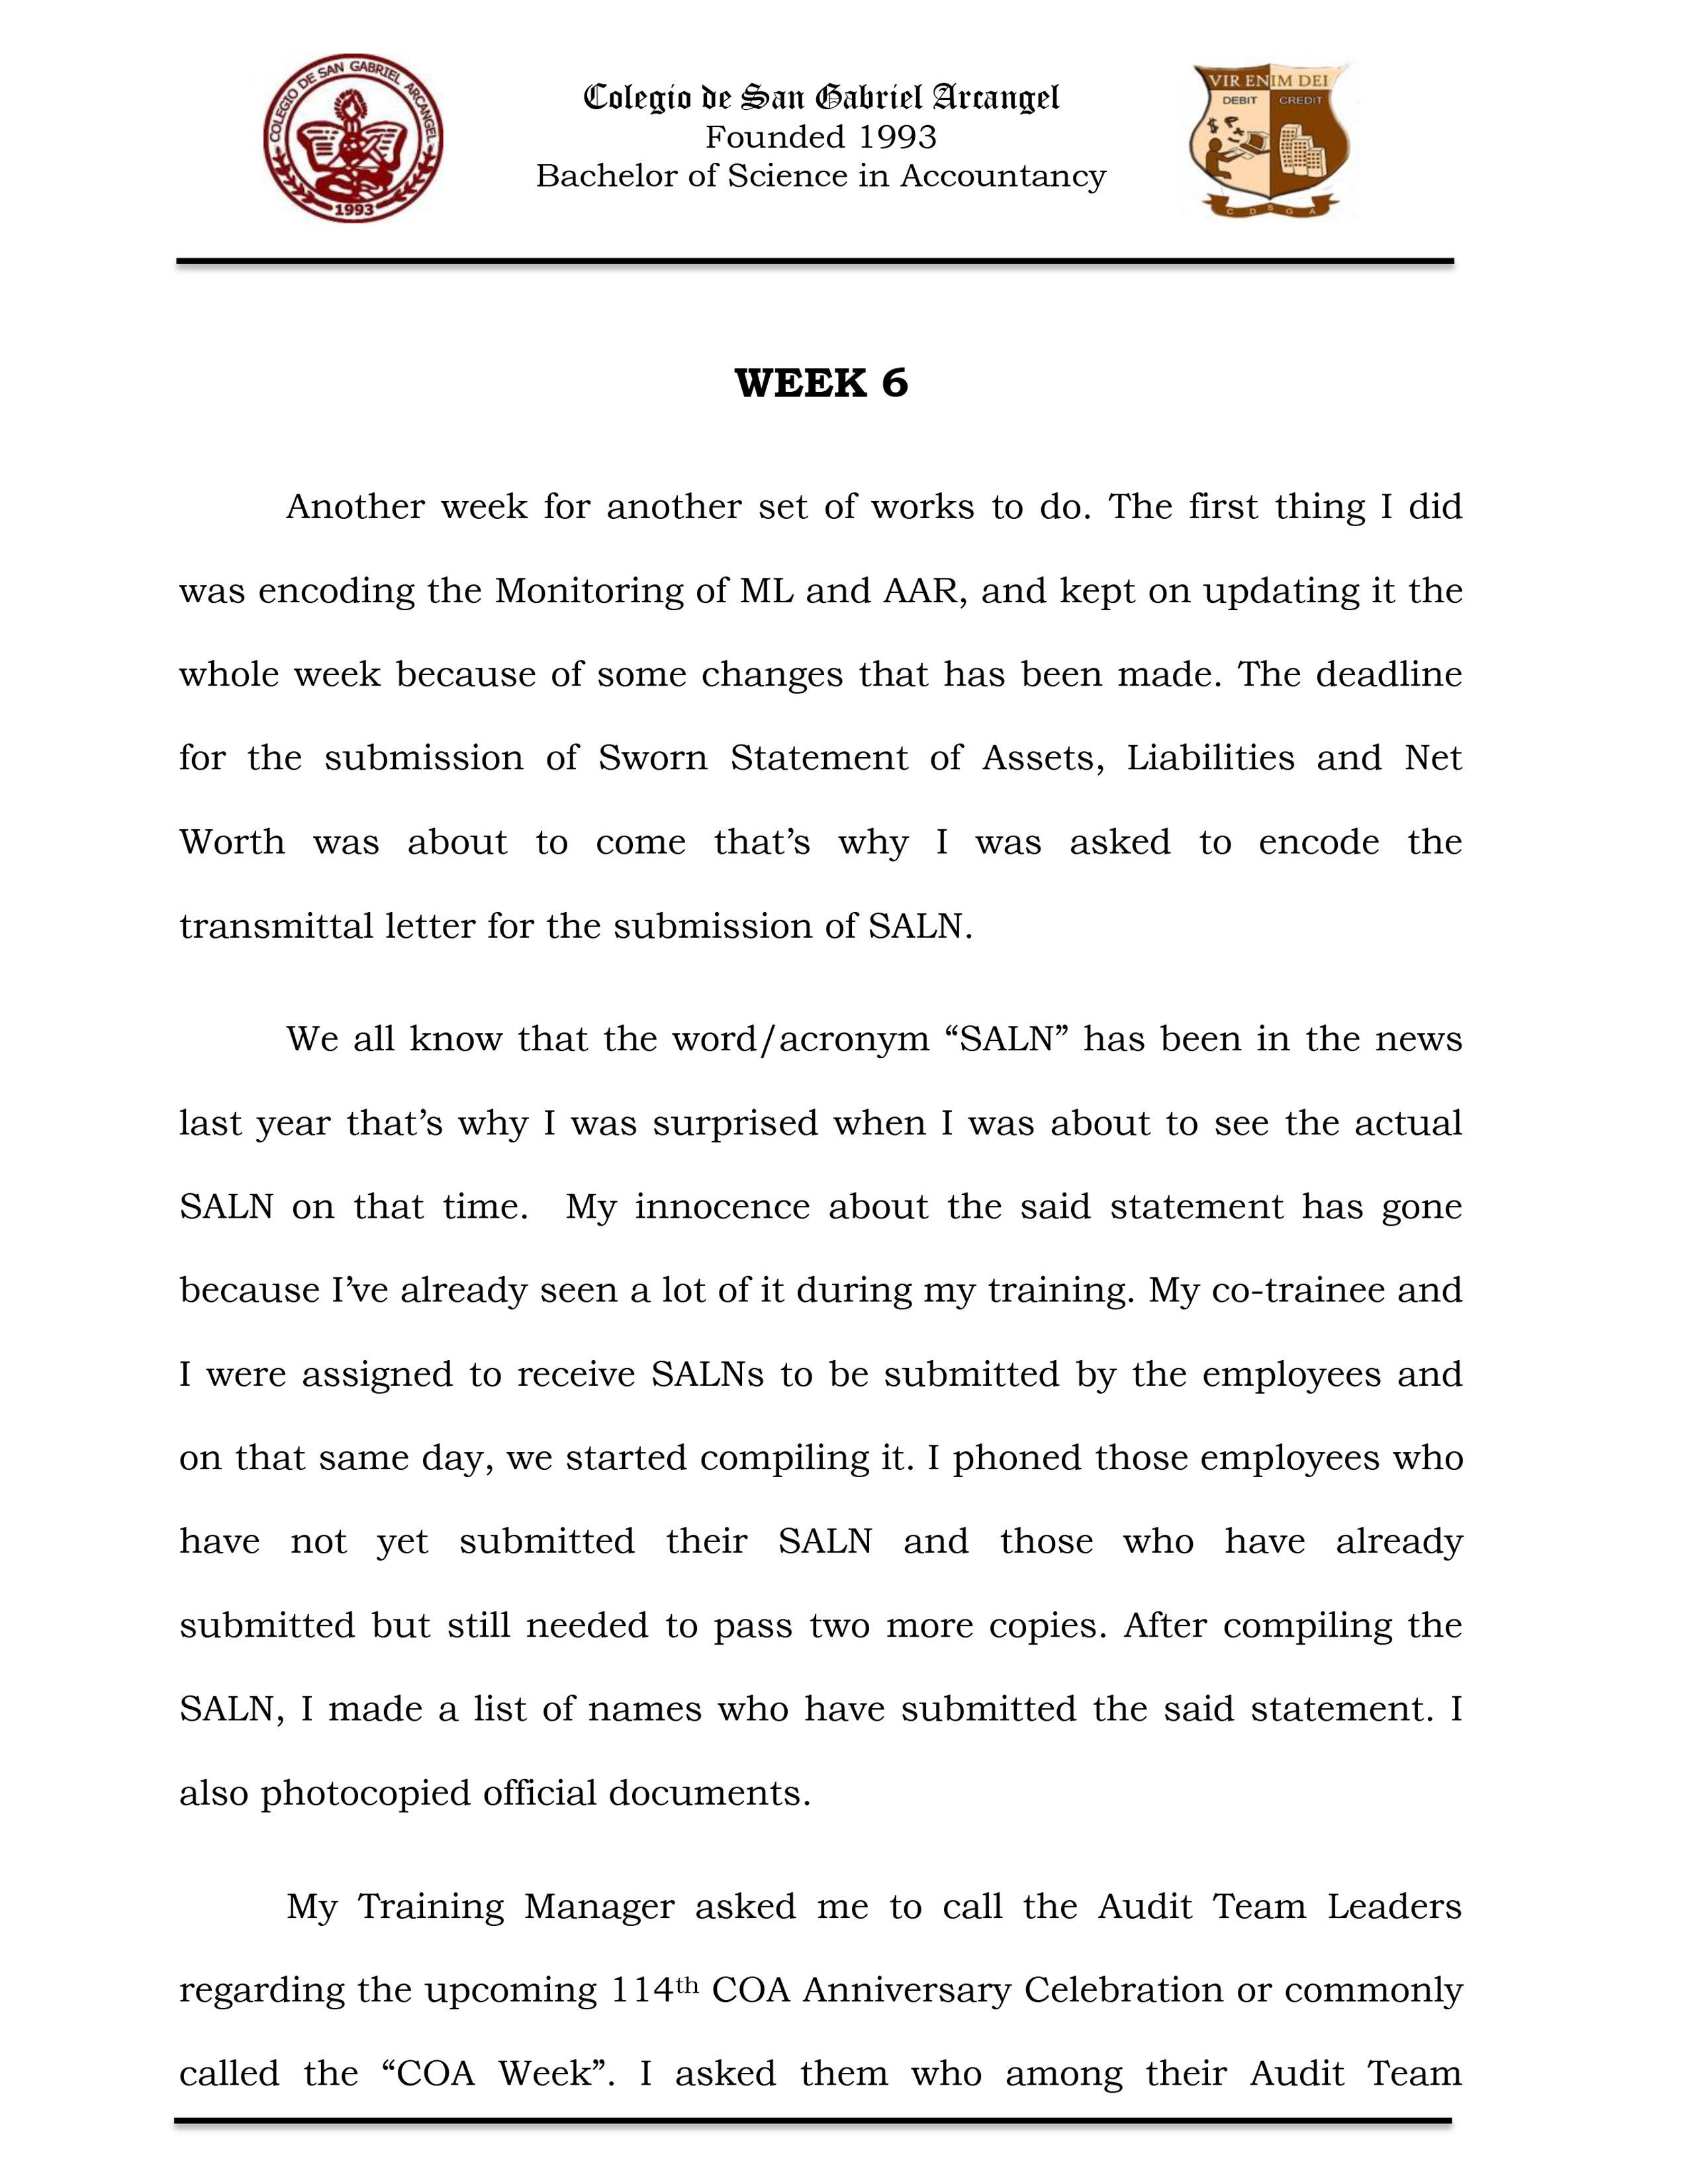 COLEGIO DE SAN GABRIEL ARCANGEL
1993
Colegio de San Gabriel Arcangel
Founded 1993
Bachelor of Science in Accountancy
VIR ENIM DEI
DEBIT CREDIT
C D S G A
WEEK 6
Another week for another set of works to do. The first thing I did
was encoding the Monitoring of ML and AAR, and kept on updating it the
whole week because of some changes that has been made. The deadline
for the submission of Sworn Statement of Assets, Liabilities and Net
Worth was about to come that’s why I was asked to encode the
transmittal letter for the submission of SALN.
We all know that the word/acronym “SALN” has been in the news
last year that’s why I was surprised when I was about to see the actual
SALN on that time.  My innocence about the said statement has gone
because I’ve already seen a lot of it during my training. My co-trainee and
I were assigned to receive SALNs to be submitted by the employees and
on that same day, we started compiling it. I phoned those employees who
have not yet submitted their SALN and those who have already
submitted but still needed to pass two more copies. After compiling the
SALN, I made a list of names who have submitted the said statement. I
also photocopied official documents.
My Training Manager asked me to call the Audit Team Leaders
regarding the upcoming 114th COA Anniversary Celebration or commonly
called the “COA Week”. I asked them who among their Audit Team